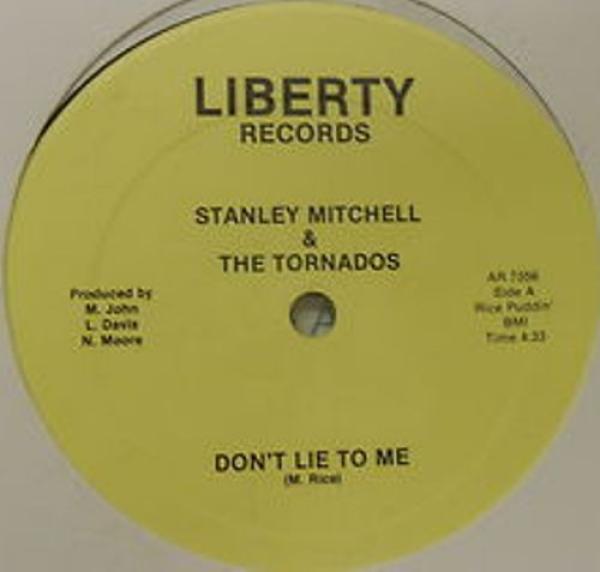 LIBERTY
RECORDS
STANLEY MITCHELL
&
THE TORNADOS
Produced by
M. John
L. Davis
N. Moore
AR
Side A
Rice Puddin'
BMI
Time 4:33
DON'T LIE TO ME
(M. Rice)